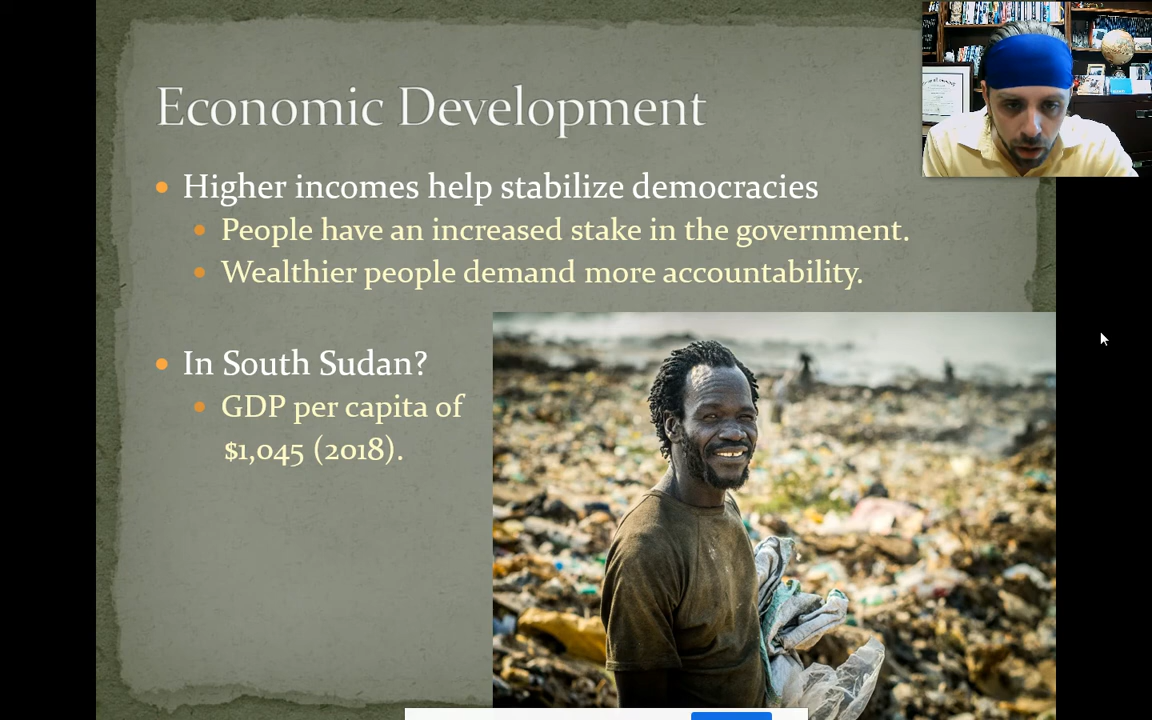 Economic Development
Higher incomes help stabilize democracies
People have an increased stake in the government.
Wealthier people demand more accountability.
In South Sudan?
GDP per capita of
$1,045 (2018).